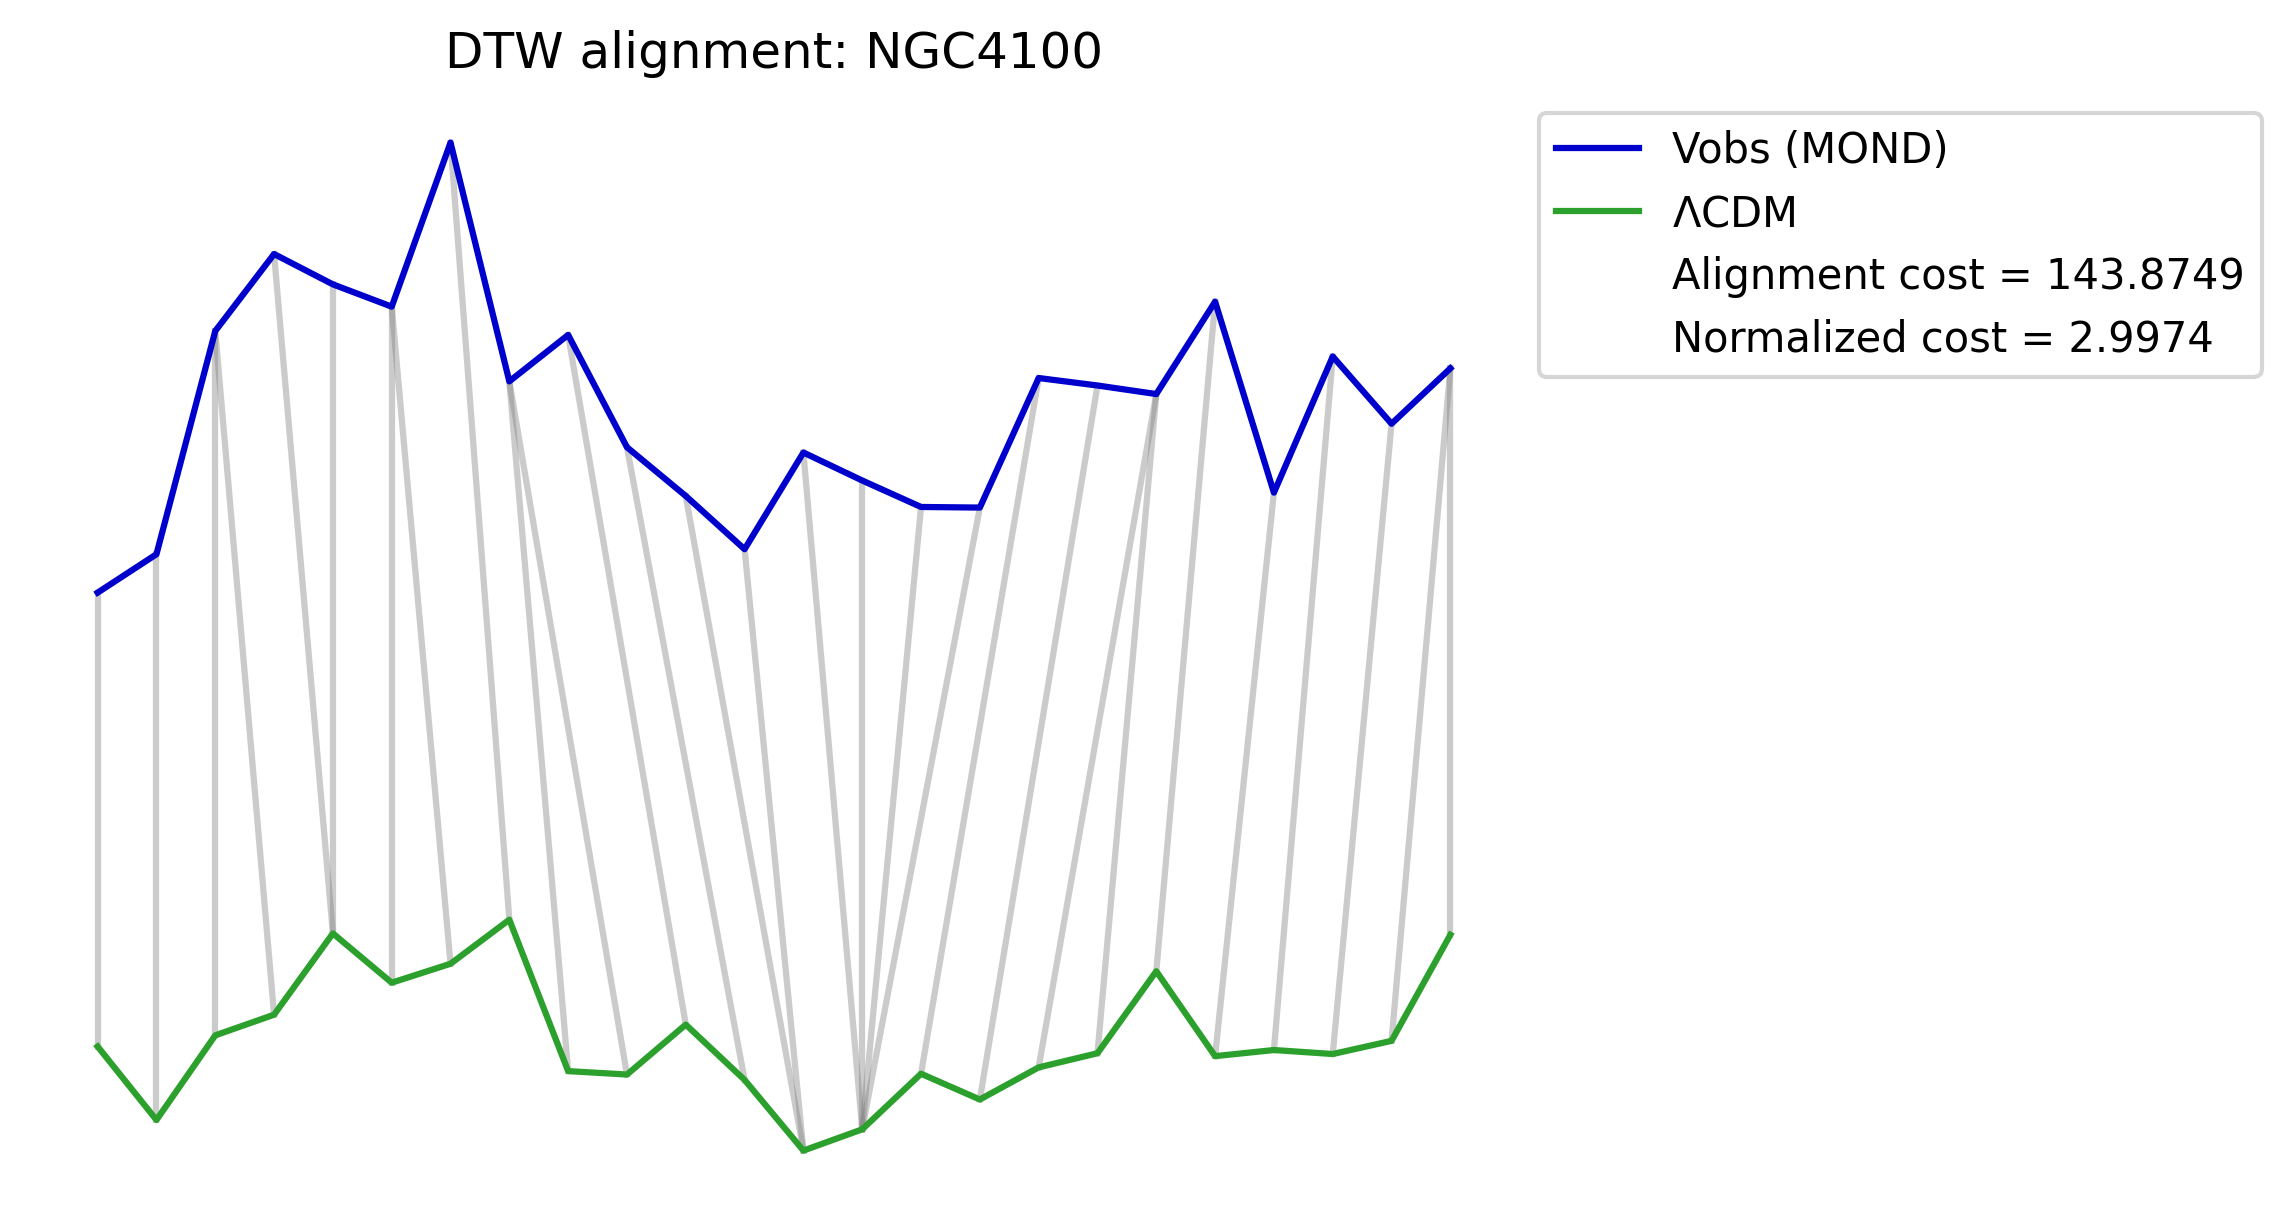 DTW alignment: NGC4100
Vobs (MOND)
ΛCDM
Alignment cost = 143.8749
Normalized cost = 2.9974